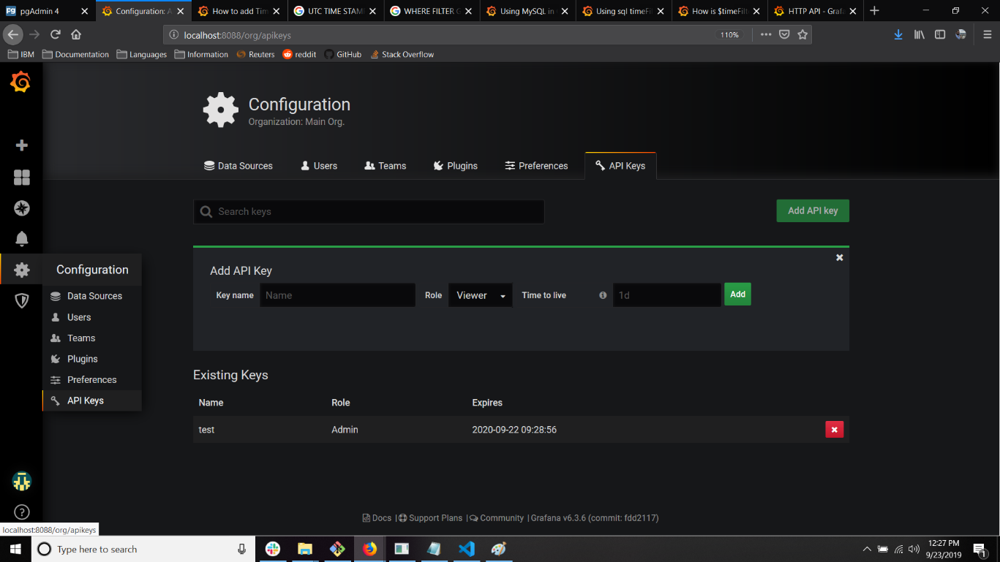 pgAdmin 4
Configuration: A
How to add Tim
UTC TIME STAM
WHERE FILTER G
Using MySQL in
Using sql timeFi
How is $timeFilt
HTTP API - Grafa
localhost:8088/org/apikeys
110%
IBM
Documentation
Languages
Information
Reuters
reddit
GitHub
Stack Overflow
Configuration
Organization: Main Org.
Data Sources
Users
Teams
Plugins
Preferences
API Keys
Search keys
Add API key
Add API Key
Key name
Name
Role
Viewer
Time to live
1d
Add
Configuration
Data Sources
Users
Teams
Plugins
Preferences
API Keys
Existing Keys
Name Role Expires
test Admin 2020-09-22 09:28:56
Docs | Support Plans | Community | Grafana v6.3.6 (commit: fdd2117)
localhost:8088/org/apikeys
Type here to search
12:27 PM
9/23/2019
1